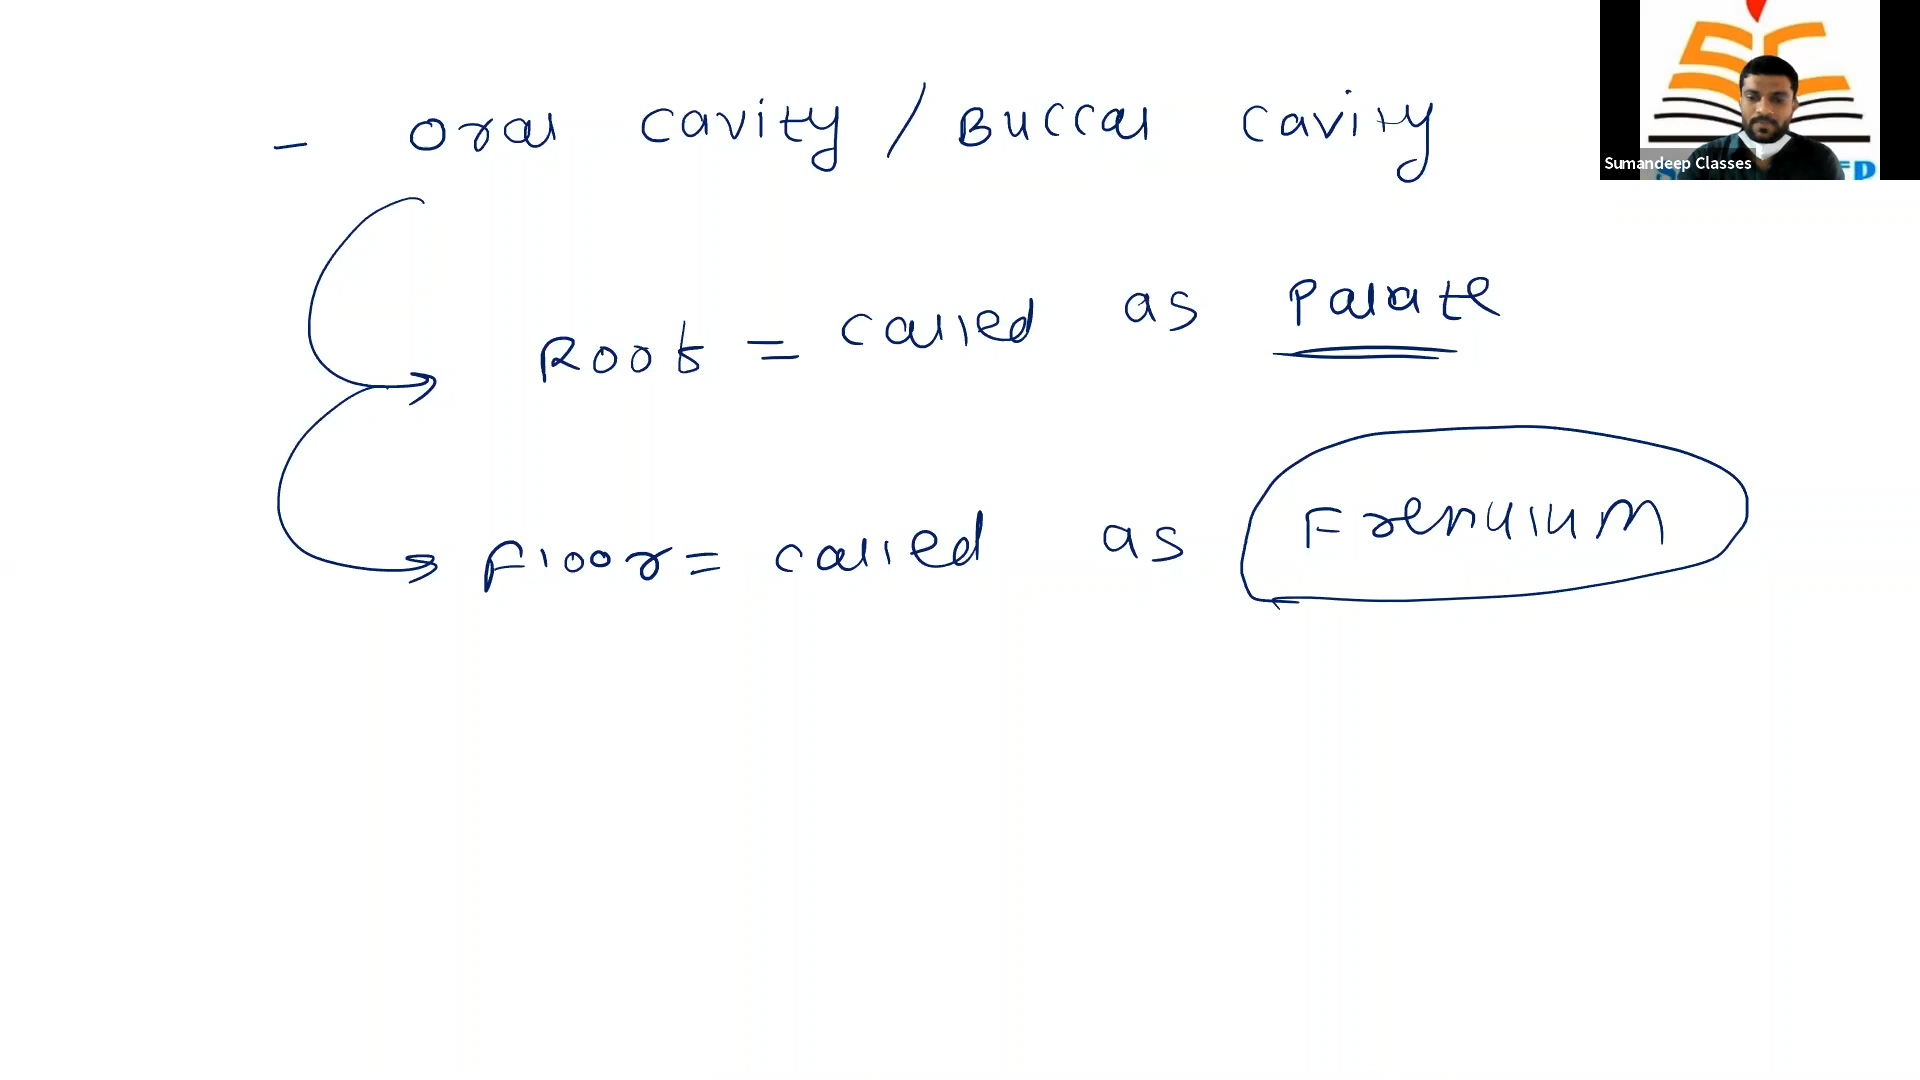 - Oral cavity / Buccal cavity
Sumandeep Classes
Roof = called as Palate
Floor = called as Frenulum